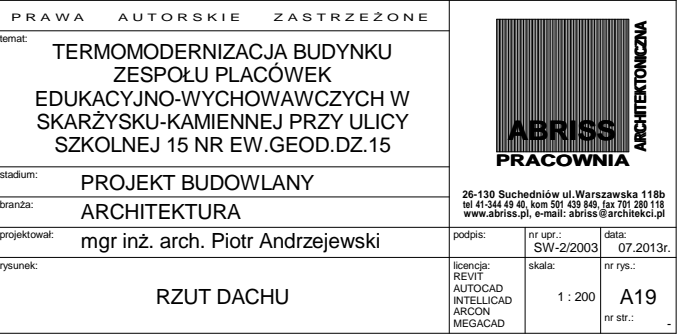 PRAWA AUTORSKIE ZASTRZEŻONE
temat:
TERMOMODERNIZACJA BUDYNKU
ZESPOŁU PLACÓWEK
EDUKACYJNO-WYCHOWAWCZYCH W
SKARŻYSKU-KAMIENNEJ PRZY ULICY
SZKOLNEJ 15 NR EW.GEOD.DZ.15
ABRISS
PRACOWNIA
ARCHITEKTONICZNA
26-130 Suchedniów ul.Warszawska 118b
tel 41-344 49 40, kom 501 439 849, fax 701 280 118
www.abriss.pl, e-mail: abriss@architekci.pl
stadium:
PROJEKT BUDOWLANY
branża:
ARCHITEKTURA
projektował:
mgr inż. arch. Piotr Andrzejewski
podpis:
nr upr.:
SW-2/2003
data:
07.2013r.
rysunek:
RZUT DACHU
licencja:
REVIT
AUTOCAD
INTELLICAD
ARCON
MEGACAD
skala:
1 : 200
nr rys.:
A19
nr str.:
-